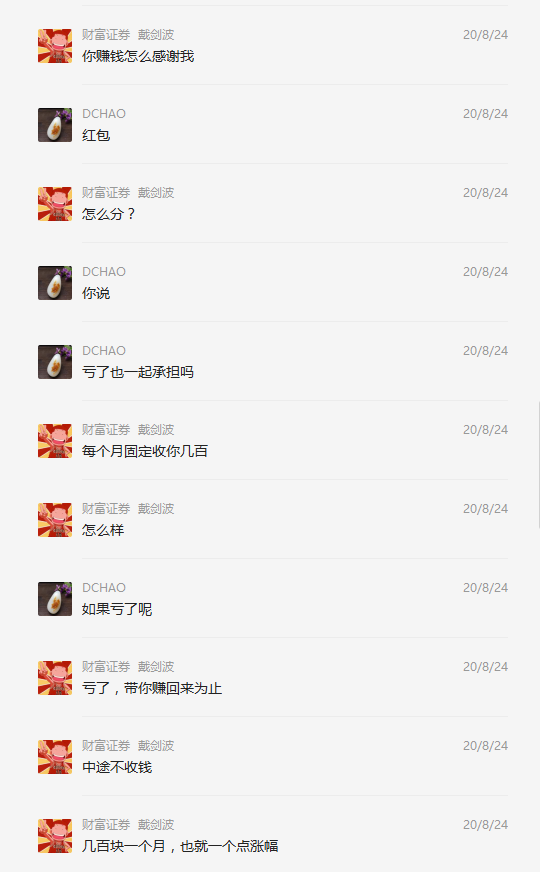 财富证券 戴剑波 20/8/24
你赚钱怎么感谢我
DCHAO 20/8/24
红包
财富证券 戴剑波 20/8/24
怎么分？
DCHAO 20/8/24
你说
DCHAO 20/8/24
亏了也一起承担吗
财富证券 戴剑波 20/8/24
每个月固定收你几百
财富证券 戴剑波 20/8/24
怎么样
DCHAO 20/8/24
如果亏了呢
财富证券 戴剑波 20/8/24
亏了，带你赚回来为止
财富证券 戴剑波 20/8/24
中途不收钱
财富证券 戴剑波 20/8/24
几百块一个月，也就一个点涨幅